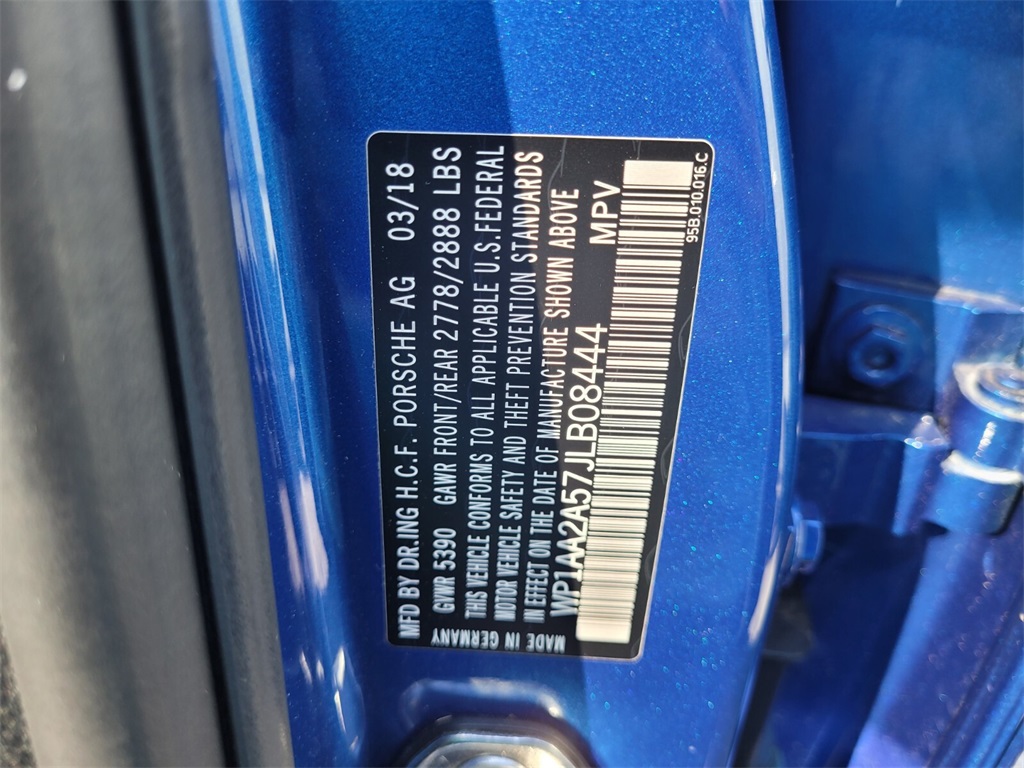 MFD BY DR.ING H.C.F. PORSCHE AG 03/18
GVWR 5390 GAWR FRONT/REAR 2778/2888 LBS
THIS VEHICLE CONFORMS TO ALL APPLICABLE U.S.FEDERAL
MOTOR VEHICLE SAFETY AND THEFT PREVENTION STANDARDS
IN EFFECT ON THE DATE OF MANUFACTURE SHOWN ABOVE
MADE IN GERMANY WP1AA2A57JLB08444 MPV
95B.010.016.C